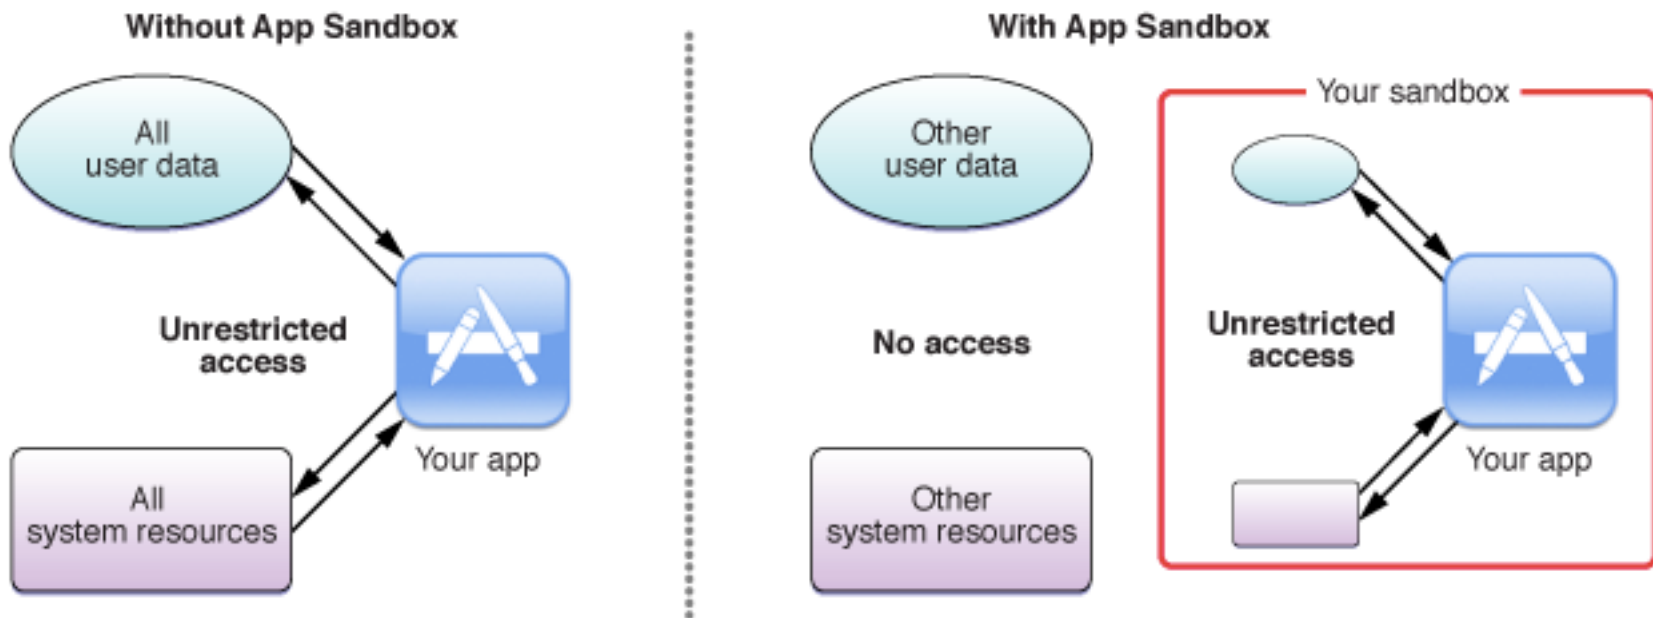 Without App Sandbox
All
user data
Unrestricted
access
Your app
All
system resources
With App Sandbox
Other
user data
No access
Other
system resources
Your sandbox
Unrestricted
access
Your app